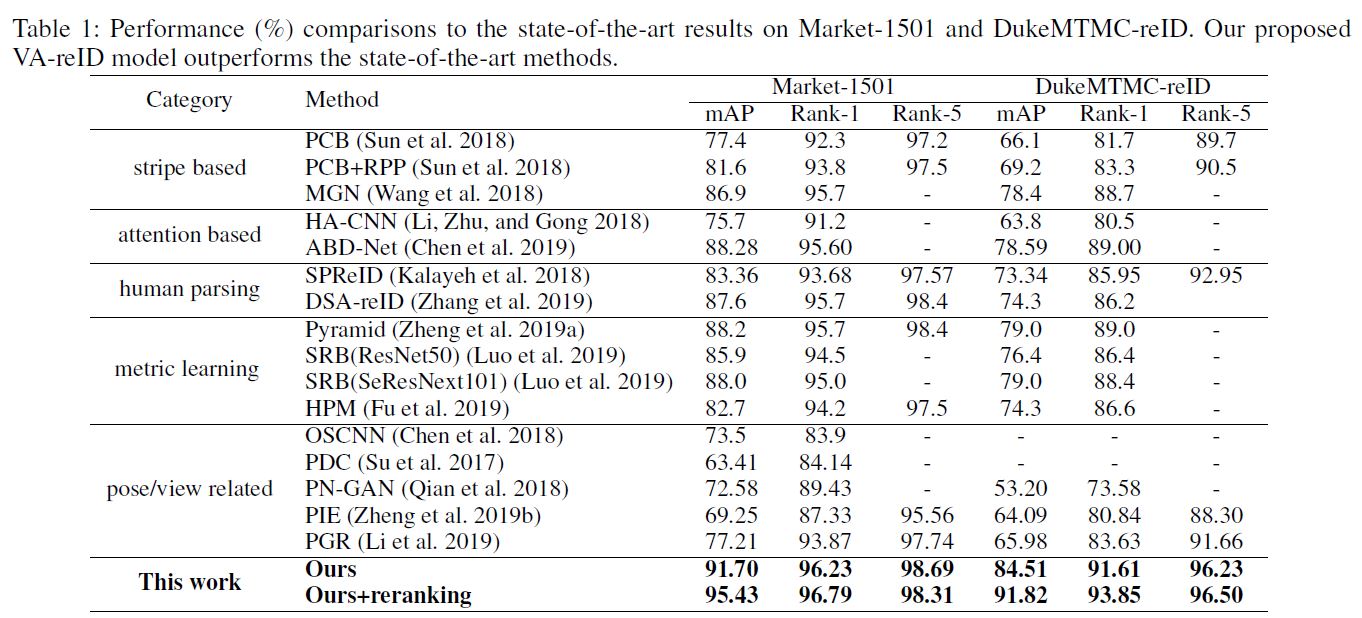 Table 1: Performance (%) comparisons to the state-of-the-art results on Market-1501 and DukeMTMC-reID. Our proposed
VA-reID model outperforms the state-of-the-art methods.
Category Method Market-1501 DukeMTMC-reID
mAP Rank-1 Rank-5 mAP Rank-1 Rank-5
stripe based
PCB (Sun et al. 2018) 77.4 92.3 97.2 66.1 81.7 89.7
PCB+RPP (Sun et al. 2018) 81.6 93.8 97.5 69.2 83.3 90.5
MGN (Wang et al. 2018) 86.9 95.7 - 78.4 88.7 -
attention based
HA-CNN (Li, Zhu, and Gong 2018) 75.7 91.2 - 63.8 80.5 -
ABD-Net (Chen et al. 2019) 88.28 95.60 - 78.59 89.00 -
human parsing
SPReID (Kalayeh et al. 2018) 83.36 93.68 97.57 73.34 85.95 92.95
DSA-reID (Zhang et al. 2019) 87.6 95.7 98.4 74.3 86.2 -
metric learning
Pyramid (Zheng et al. 2019a) 88.2 95.7 98.4 79.0 89.0 -
SRB(ResNet50) (Luo et al. 2019) 85.9 94.5 - 76.4 86.4 -
SRB(SeResNext101) (Luo et al. 2019) 88.0 95.0 - 79.0 88.4 -
HPM (Fu et al. 2019) 82.7 94.2 97.5 74.3 86.6 -
pose/view related
OSCNN (Chen et al. 2018) 73.5 83.9 - - - -
PDC (Su et al. 2017) 63.41 84.14 - - - -
PN-GAN (Qian et al. 2018) 72.58 89.43 - 53.20 73.58 -
PIE (Zheng et al. 2019b) 69.25 87.33 95.56 64.09 80.84 88.30
PGR (Li et al. 2019) 77.21 93.87 97.74 65.98 83.63 91.66
This work
Ours 91.70 96.23 98.69 84.51 91.61 96.23
Ours+reranking 95.43 96.79 98.31 91.82 93.85 96.50